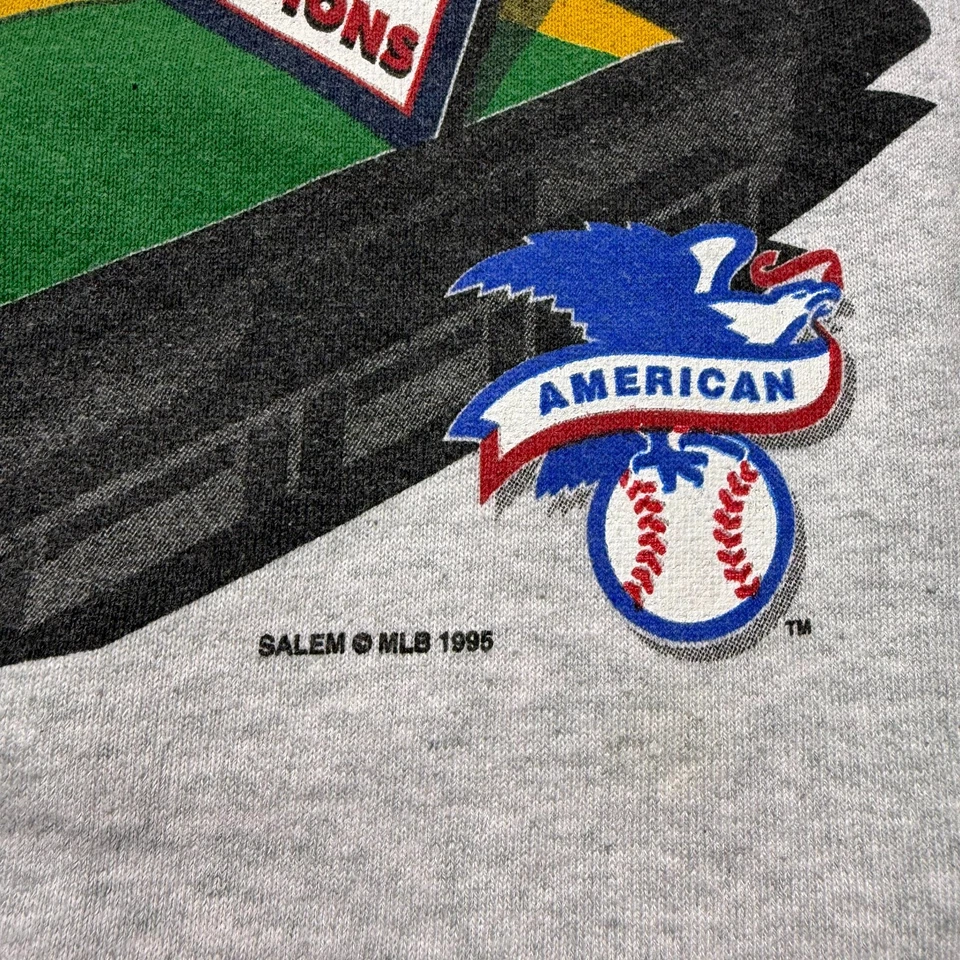 IONS
AMERICAN
SALEM © MLB 1995
TM